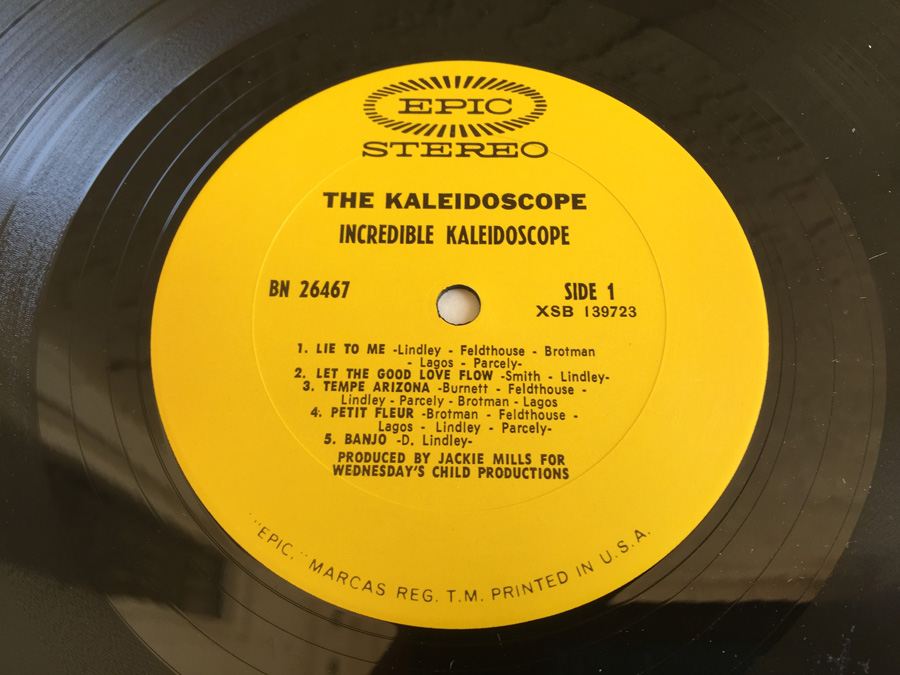 EPIC
STEREO
THE KALEIDOSCOPE
INCREDIBLE KALEIDOSCOPE
BN 26467
SIDE 1
XSB 139723
1. LIE TO ME -Lindley - Feldthouse - Brotman
- Lagos - Parcely-
2. LET THE GOOD LOVE FLOW -Smith - Lindley-
3. TEMPE ARIZONA -Burnett - Feldthouse -
Lindley - Parcely - Brotman - Lagos
4. PETIT FLEUR -Brotman - Feldthouse -
Lagos - Lindley - Parcely-
5. BANJO -D. Lindley-
PRODUCED BY JACKIE MILLS FOR
WEDNESDAY'S CHILD PRODUCTIONS
"EPIC," MARCAS REG. T.M. PRINTED IN U.S.A.